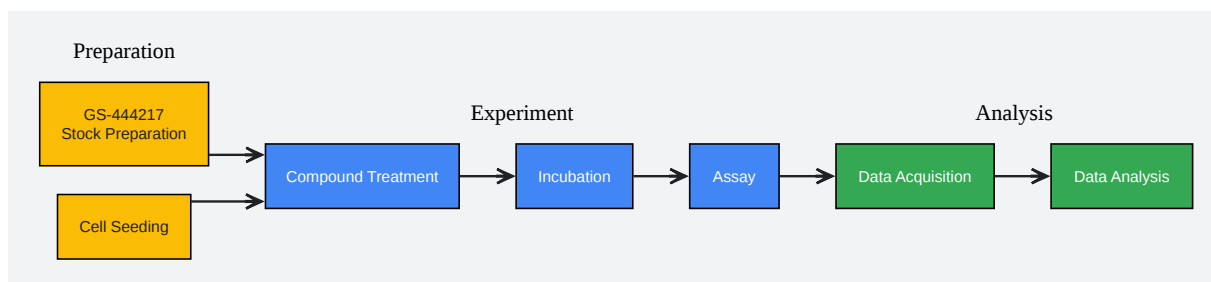 Preparation
GS-444217
Stock Preparation
Cell Seeding
Experiment
Compound Treatment
Incubation
Assay
Analysis
Data Acquisition
Data Analysis